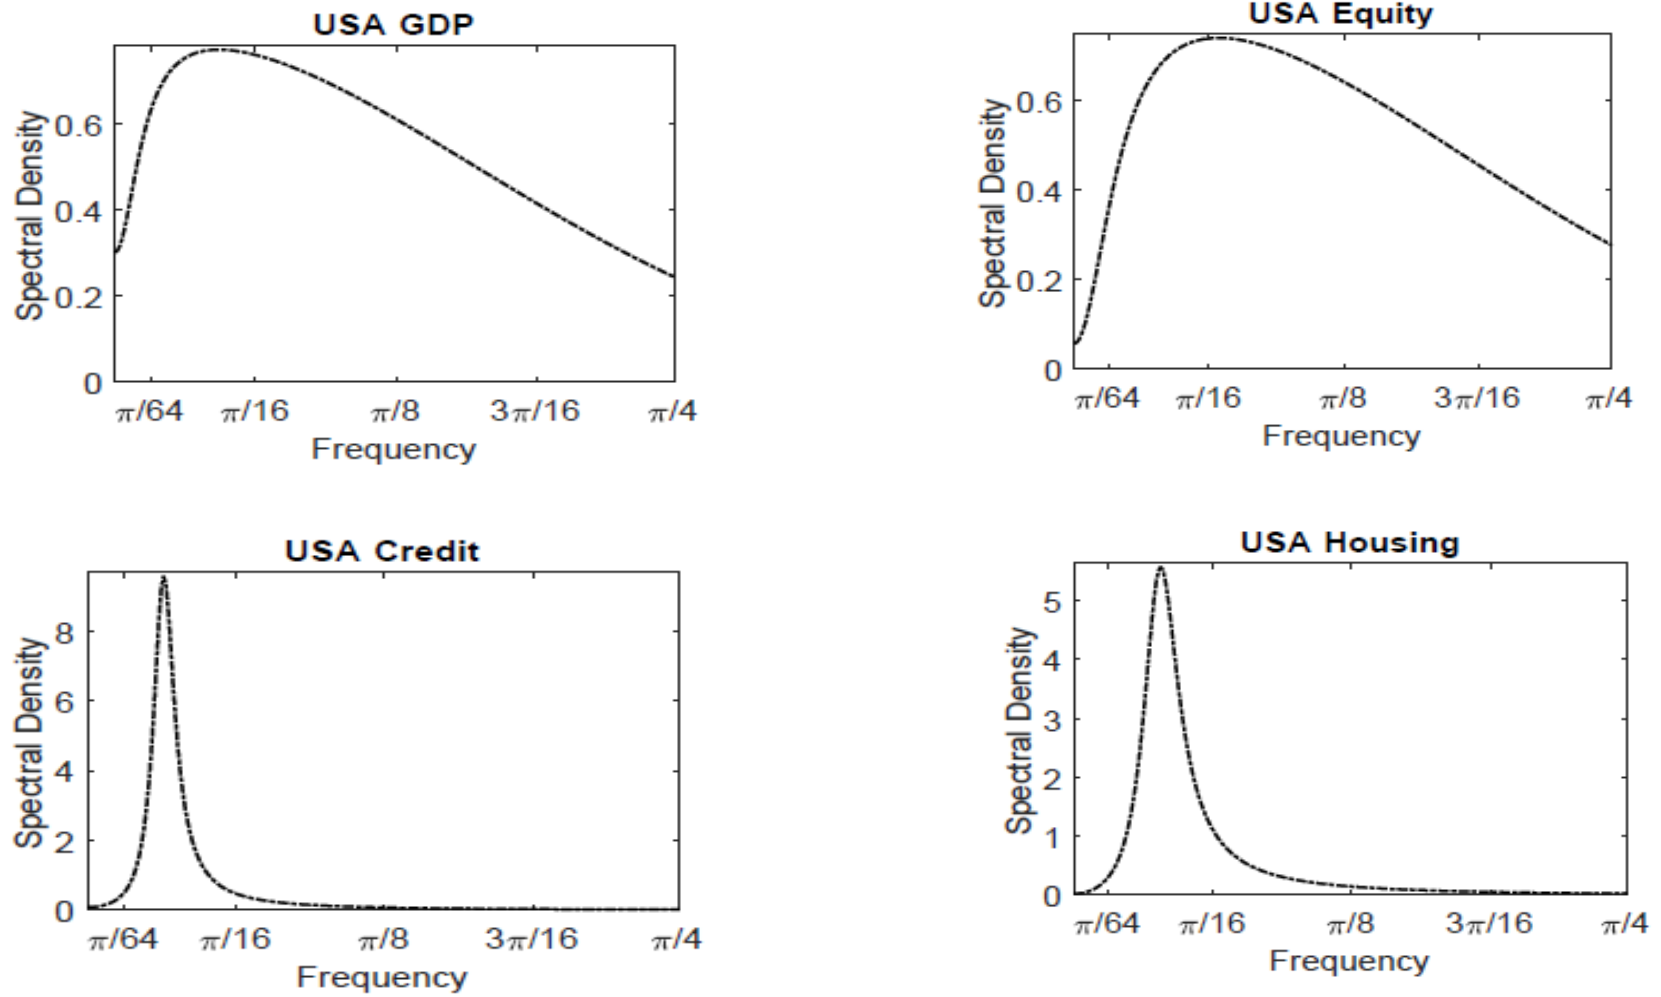 USA GDP
Spectral Density
0.6
0.4
0.2
0
π/64 π/16 π/8 3π/16 π/4
Frequency
USA Equity
Spectral Density
0.6
0.4
0.2
0
π/64 π/16 π/8 3π/16 π/4
Frequency
USA Credit
Spectral Density
8
6
4
2
0
π/64 π/16 π/8 3π/16 π/4
Frequency
USA Housing
Spectral Density
5
4
3
2
1
0
π/64 π/16 π/8 3π/16 π/4
Frequency